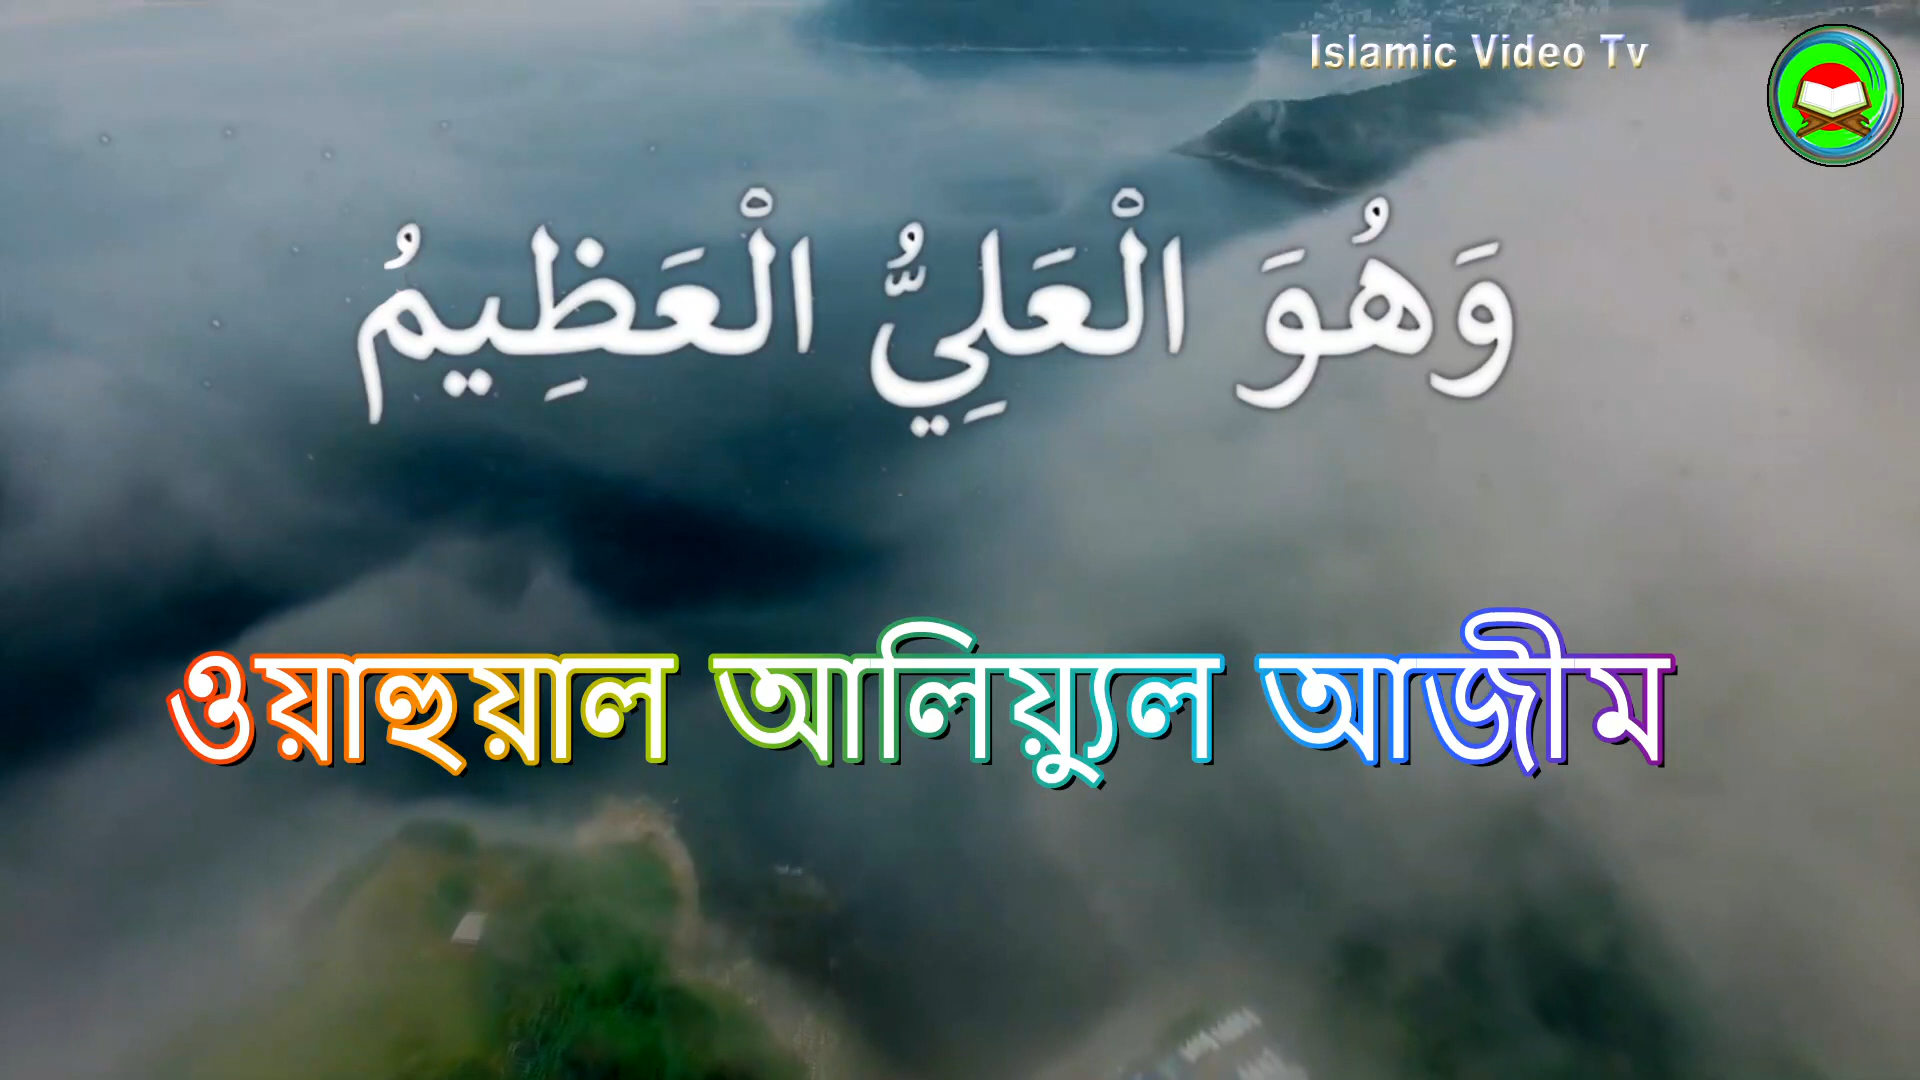 Islamic Video Tv
وَهُوَ الْعَلِيُّ الْعَظِيمُ
ওয়াহুয়াল আলিয়্যুল আজীম